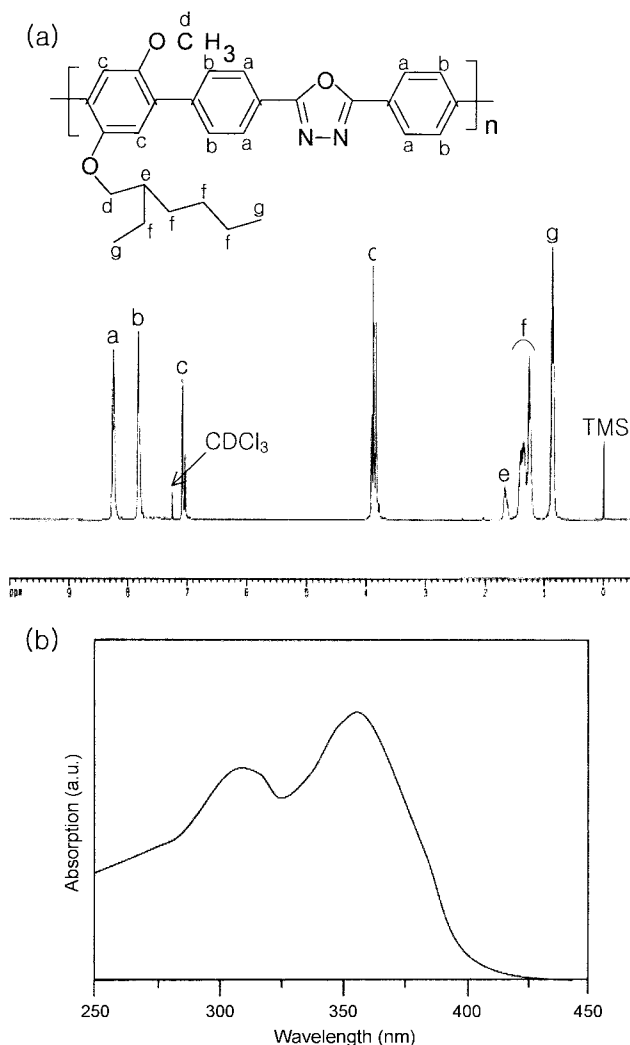 (a)
d
O C H3
c b a a b
O
[ ]n
N-N
c b a a b
O
d e f f g
g f f f
g
c
g
a b c f
CDCl3
TMS
e
ppm 9 8 7 6 5 4 3 2 1 0
(b)
Absorption (a.u.)
250 300 350 400 450
Wavelength (nm)